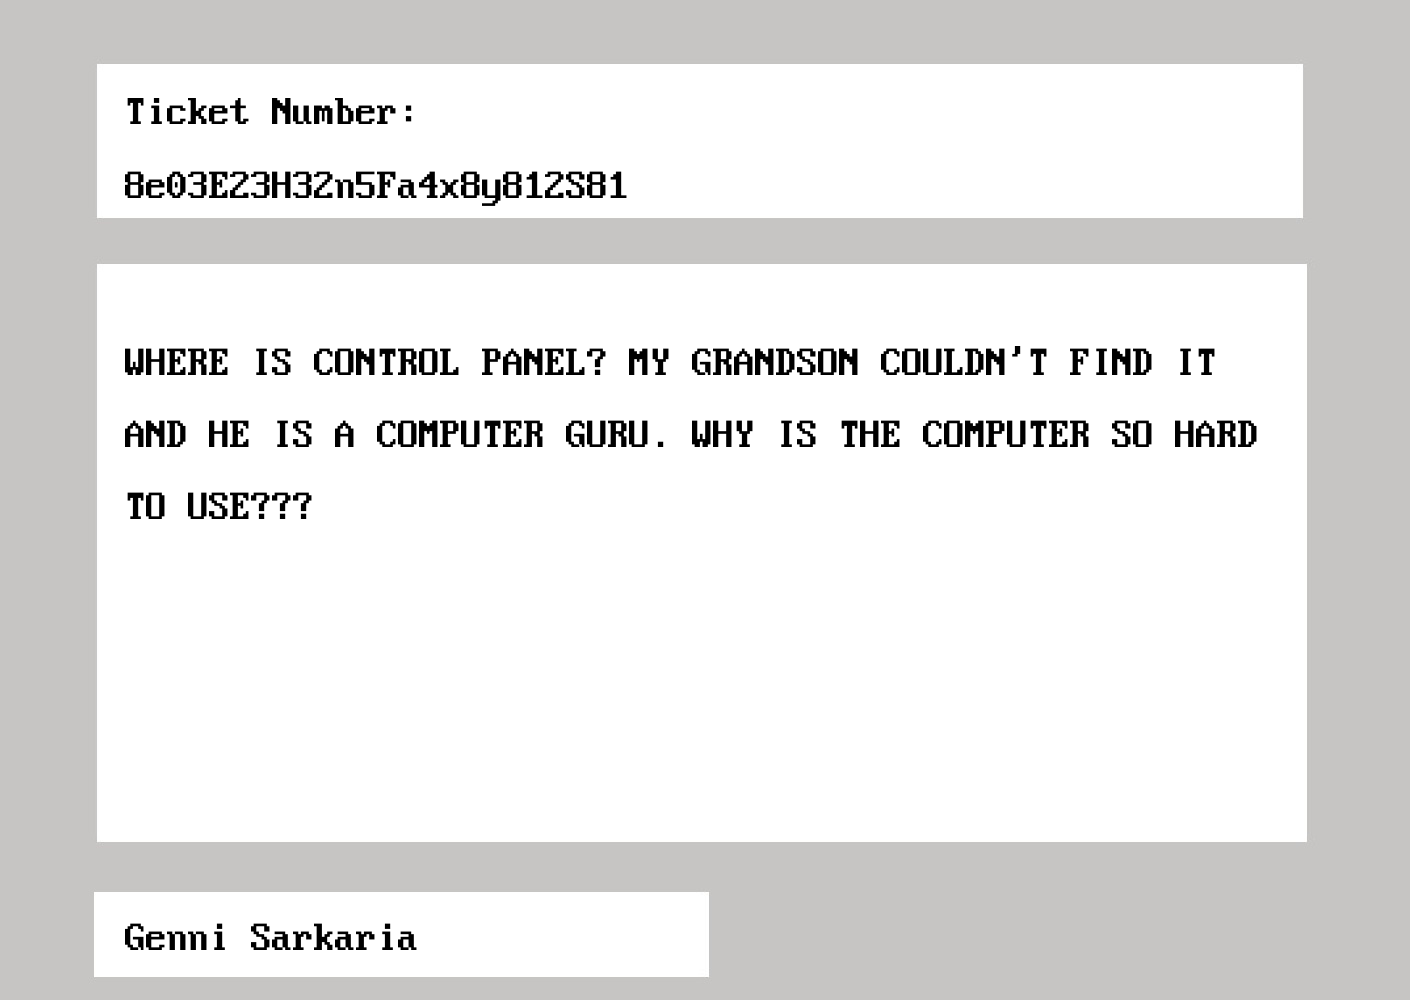 Ticket Number:
8e03E23H32n5Fa4x8y812S81
WHERE IS CONTROL PANEL? MY GRANDSON COULDN'T FIND IT
AND HE IS A COMPUTER GURU. WHY IS THE COMPUTER SO HARD
TO USE???
Genni Sarkaria